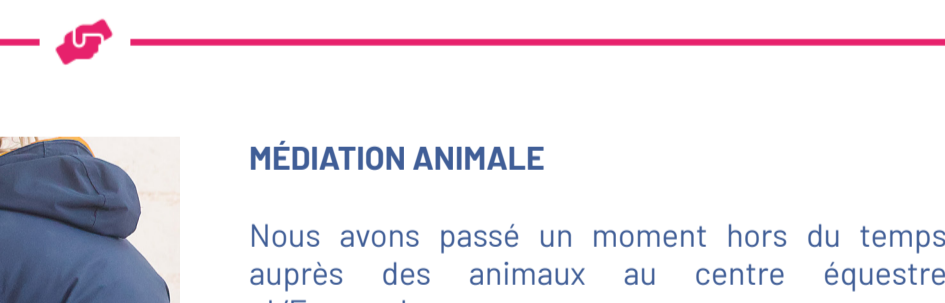 MÉDIATION ANIMALE
Nous avons passé un moment hors du temps
auprès des animaux au centre équestre